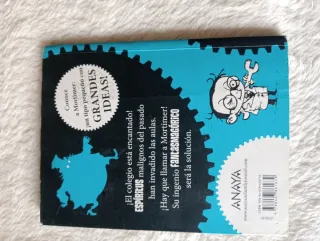 Conoce
a Mortimer:
¡un tipo pequeño con
GRANDES
IDEAS!
¡El colegio está encantado!
ESPÍRITUS malignos del pasado
han invadido las aulas.
¡Hay que llamar a Mortimer!
Su ingenio FANTASMAGÓRICO
será la solución.
ANAYA